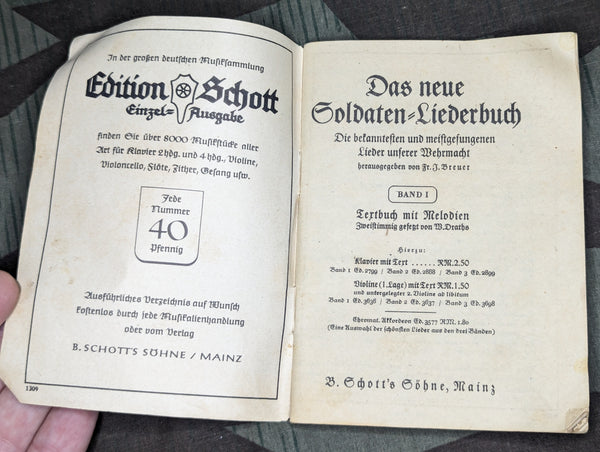 In der großen deutschen Musiksammlung
Edition Schott
Einzel=Ausgabe
finden Sie über 8000 Musikstücke aller
Art für Klavier 2hdg. und 4hdg., Violine,
Violoncello, Flöte, Zither, Gesang usw.
Jede
Nummer
40
Pfennig
Ausführliches Verzeichnis auf Wunsch
kostenlos durch jede Musikalienhandlung
oder vom Verlag
B. SCHOTT'S SÖHNE / MAINZ
1309
Das neue
Soldaten=Liederbuch
Die bekanntesten und meistgesungenen
Lieder unserer Wehrmacht
herausgegeben von Fr. J. Breuer
BAND I
Textbuch mit Melodien
Zweistimmig gesetzt von W. Draths
Hierzu:
Klavier mit Text ...... RM. 2.50
Band 1 Ed. 2799 / Band 2 Ed. 2888 / Band 3 Ed. 2899
Violine (1. Lage) mit Text RM. 1.50
mit untergelegter 2. Violine ad libitum
Band 1 Ed. 3638 / Band 2 Ed. 3637 / Band 3 Ed. 3698
Chromat. Akkordeon Ed. 3577 RM. 1.80
(Eine Auswahl der schönsten Lieder aus den drei Bänden)
B. Schott's Söhne, Mainz